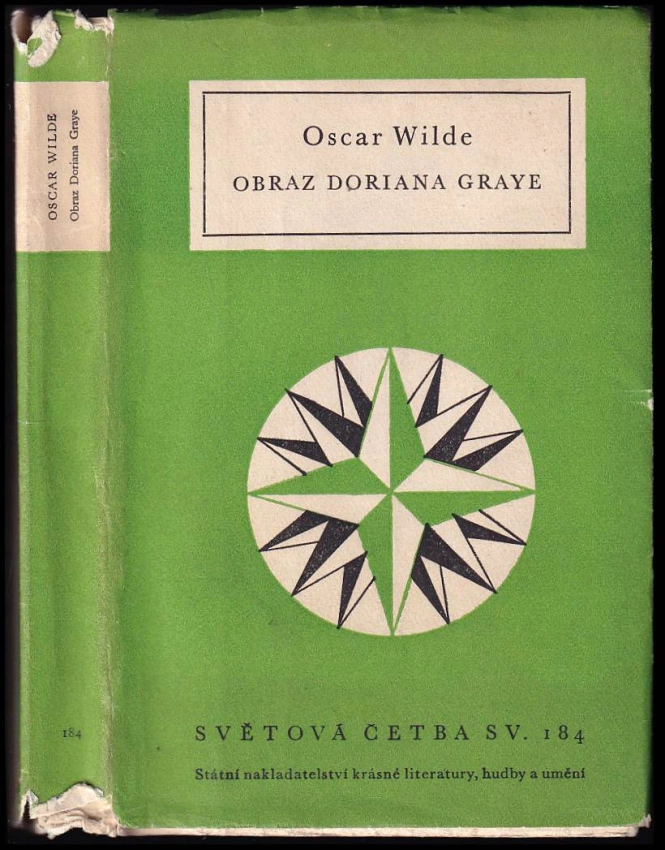 OSCAR WILDE
Obraz Doriana Graye
184
Oscar Wilde
OBRAZ DORIANA GRAYE
SVĚTOVÁ ČETBA SV. 184
Státní nakladatelství krásné literatury, hudby a umění